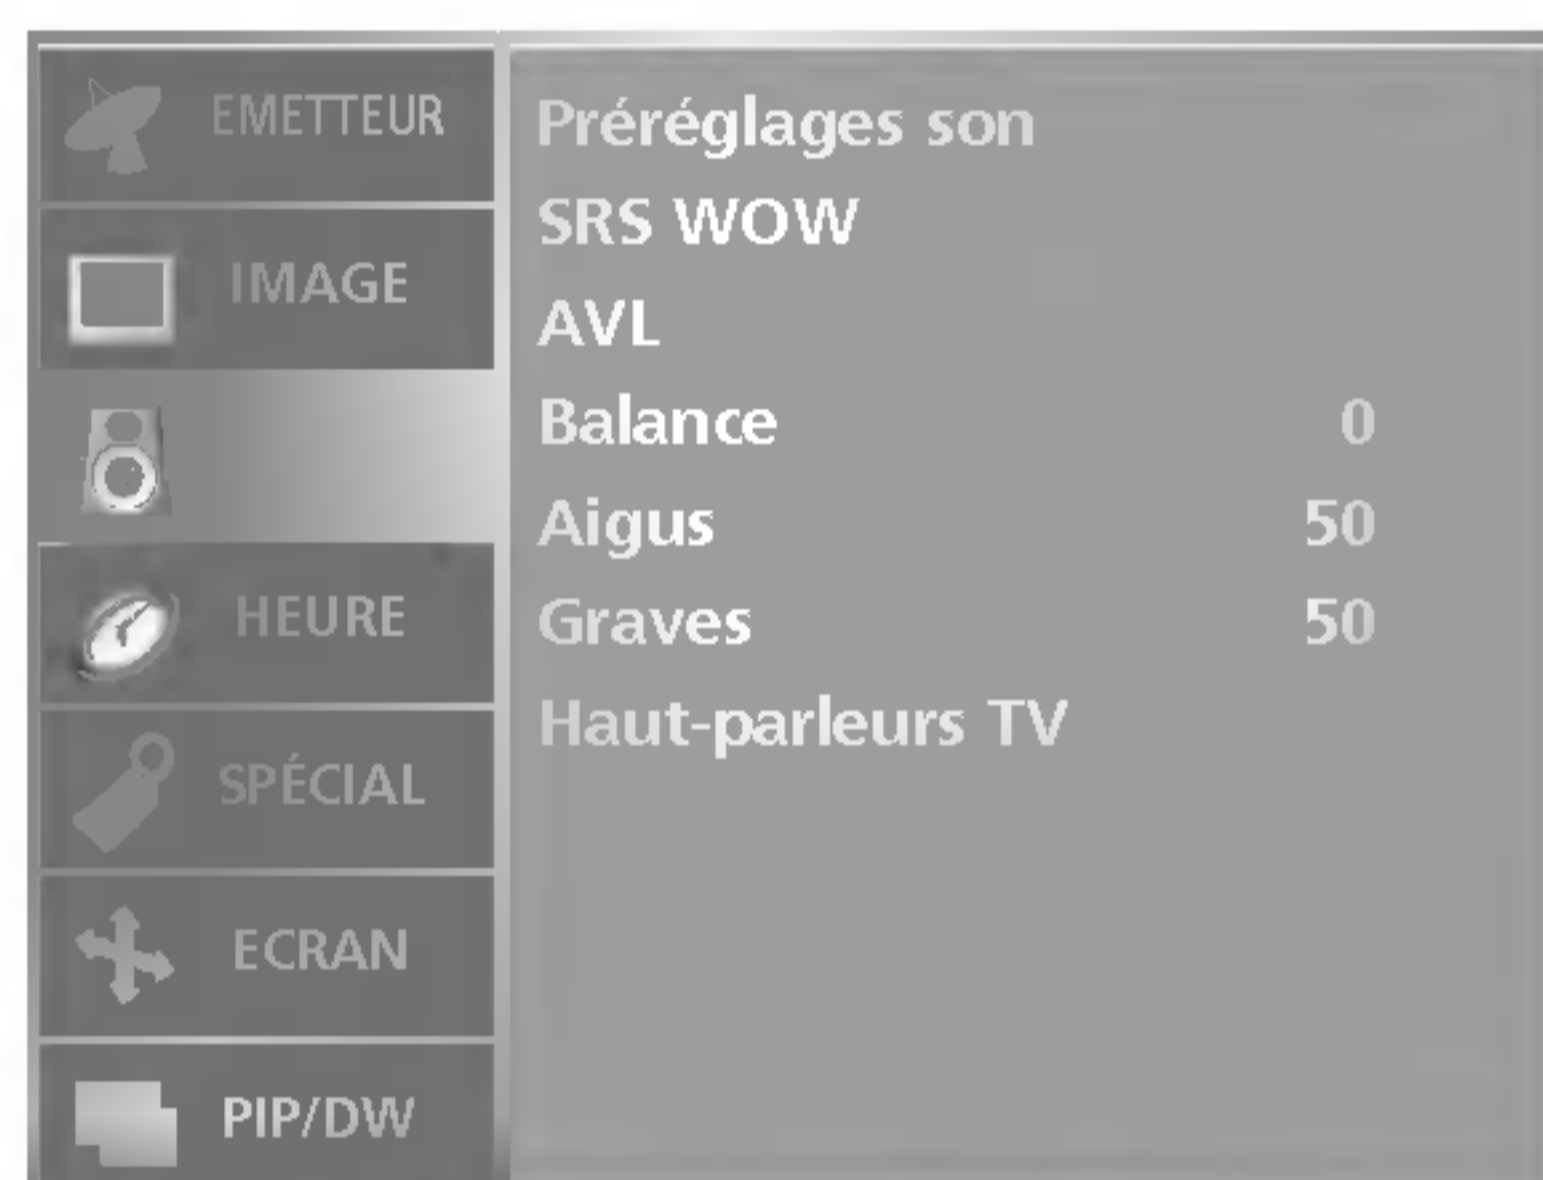 EMETTEUR
IMAGE
HEURE
SPÉCIAL
ECRAN
PIP/DW
Préréglages son
SRS WOW
AVL
Balance 0
Aigus 50
Graves 50
Haut-parleurs TV